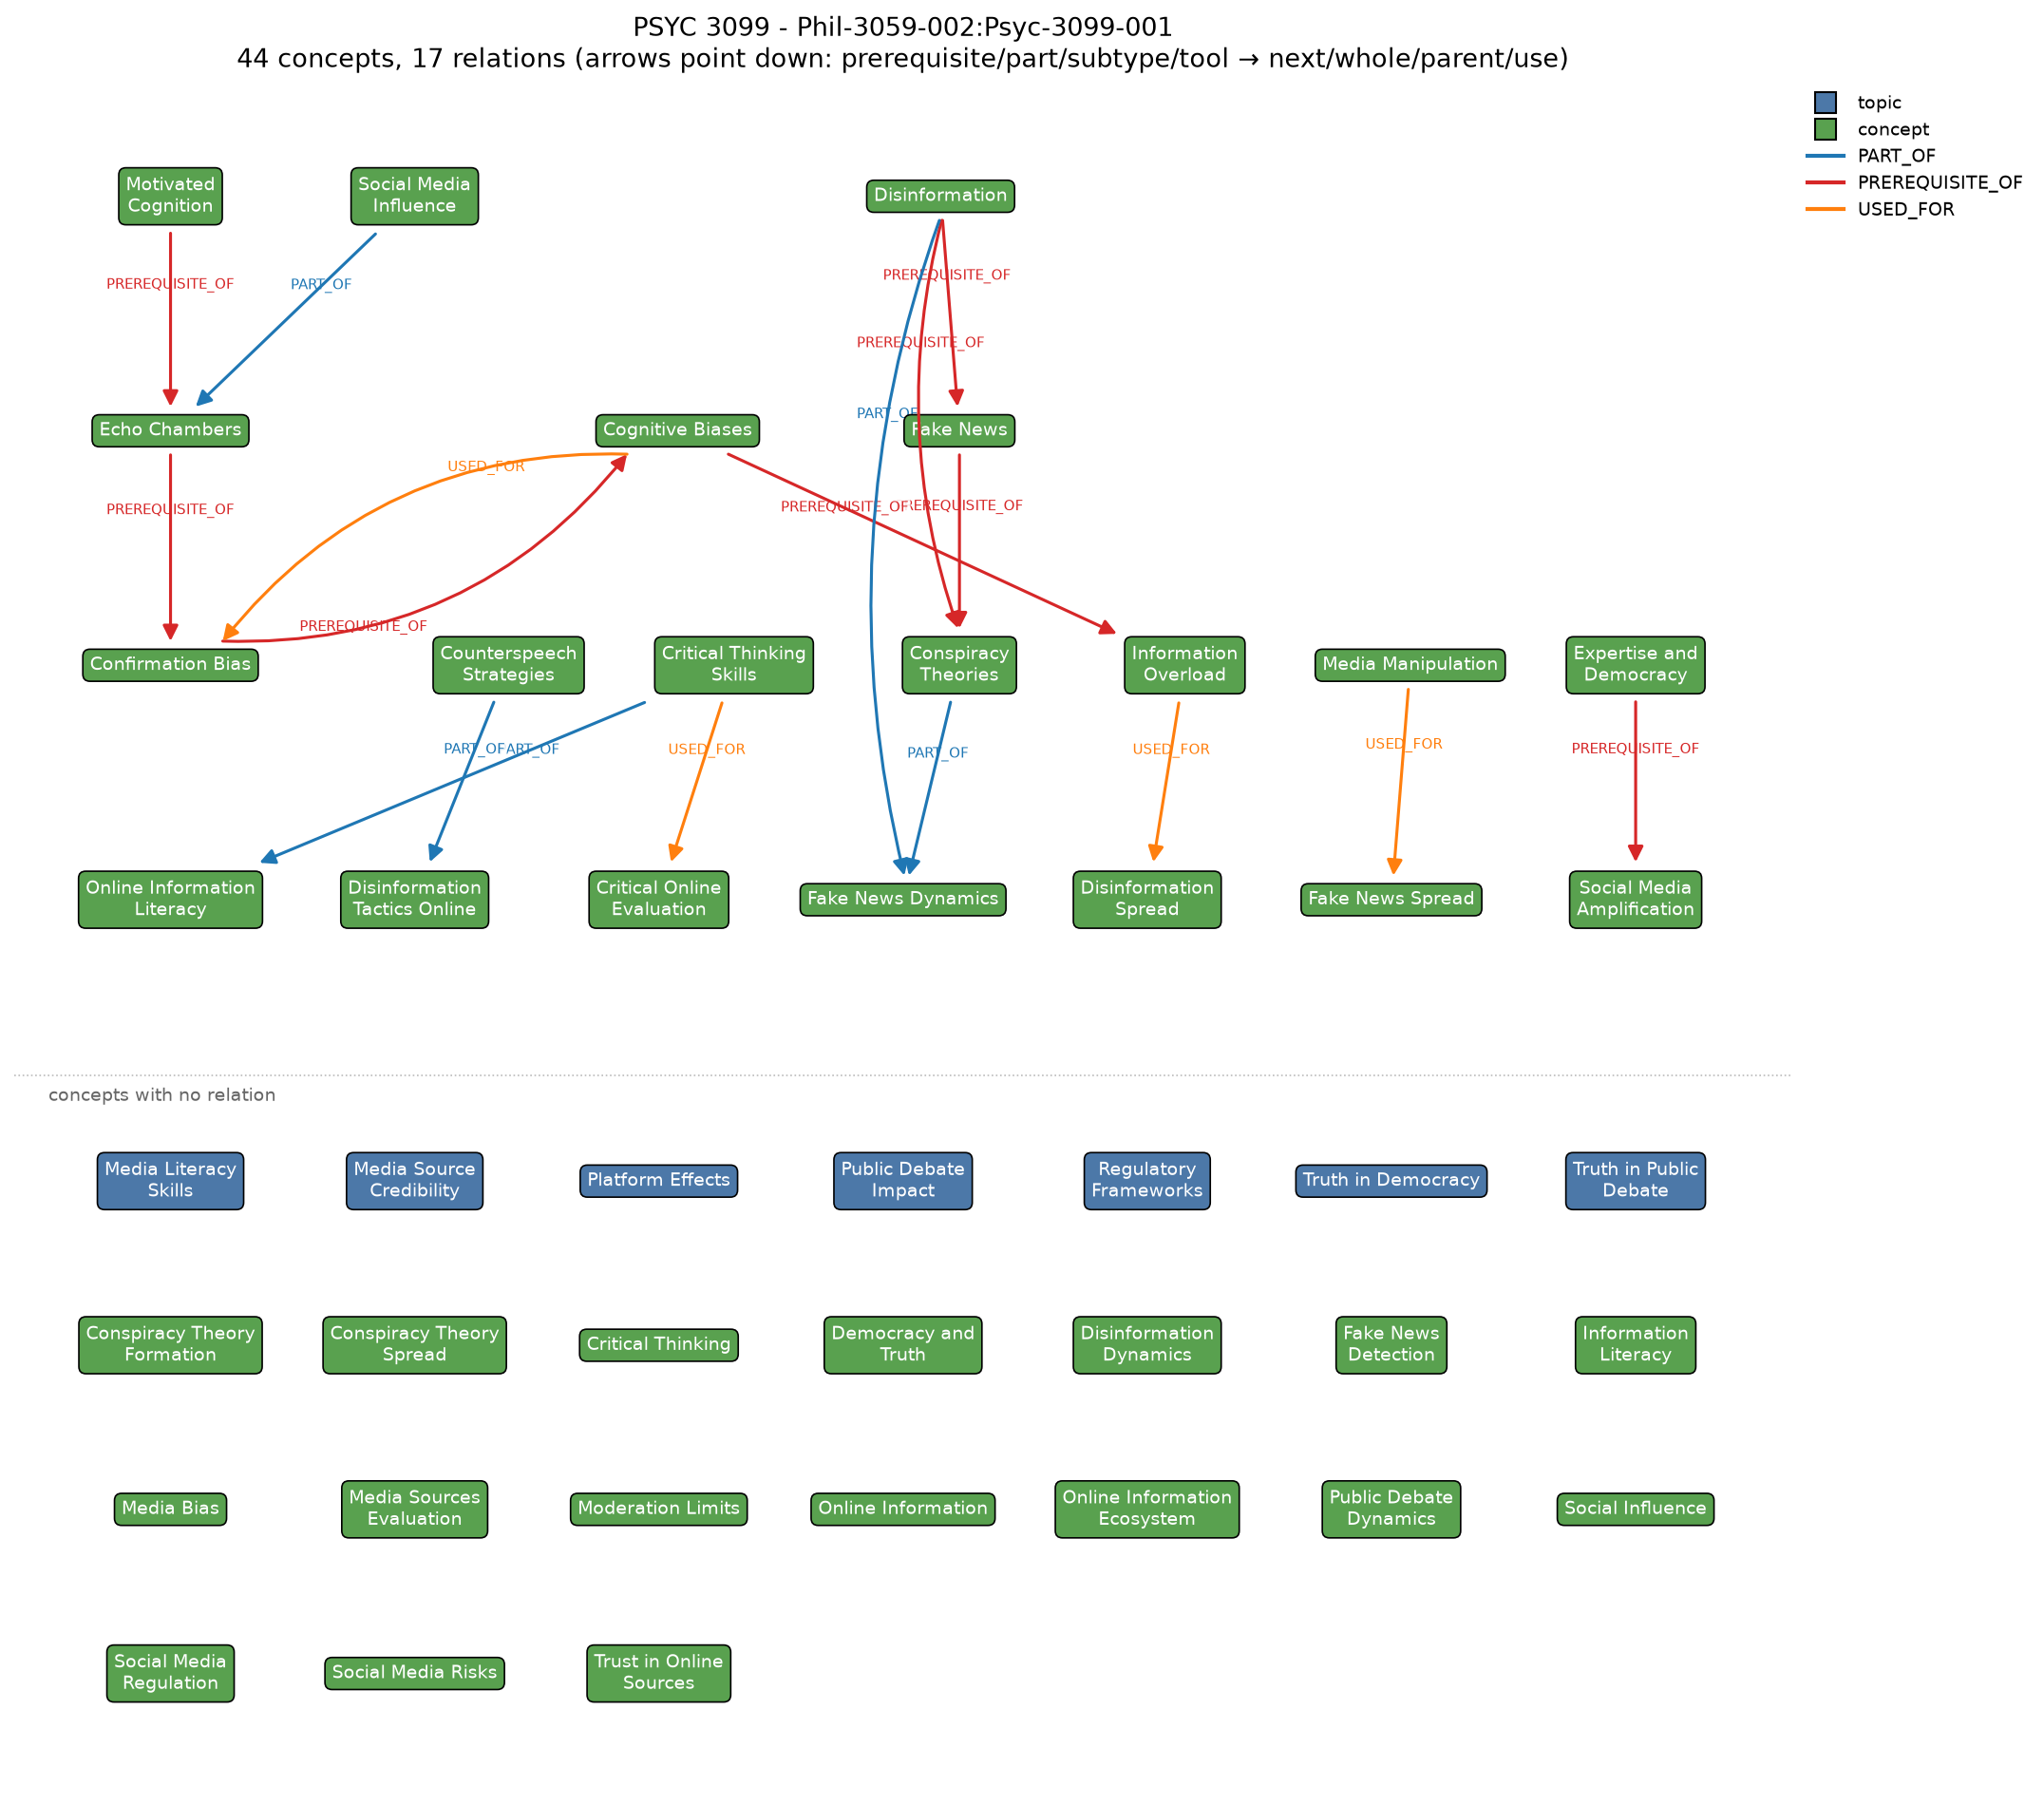 PSYC 3099 - Phil-3059-002:Psyc-3099-001
44 concepts, 17 relations (arrows point down: prerequisite/part/subtype/tool → next/whole/parent/use)
topic
concept
PART_OF
PREREQUISITE_OF
USED_FOR
Motivated
Cognition
Social Media
Influence
Disinformation
PREREQUISITE_OF
PART_OF
PREREQUISITE_OF
PREREQUISITE_OF
PART_OF
Echo Chambers
Cognitive Biases
Fake News
USED_FOR
PREREQUISITE_OF
PREREQUISITE_OF
PREREQUISITE_OF
PREREQUISITE_OF
Confirmation Bias
Counterspeech
Strategies
Critical Thinking
Skills
Conspiracy
Theories
Information
Overload
Media Manipulation
Expertise and
Democracy
PART_OF
PART_OF
USED_FOR
PART_OF
USED_FOR
USED_FOR
PREREQUISITE_OF
Online Information
Literacy
Disinformation
Tactics Online
Critical Online
Evaluation
Fake News Dynamics
Disinformation
Spread
Fake News Spread
Social Media
Amplification
concepts with no relation
Media Literacy
Skills
Media Source
Credibility
Platform Effects
Public Debate
Impact
Regulatory
Frameworks
Truth in Democracy
Truth in Public
Debate
Conspiracy Theory
Formation
Conspiracy Theory
Spread
Critical Thinking
Democracy and
Truth
Disinformation
Dynamics
Fake News
Detection
Information
Literacy
Media Bias
Media Sources
Evaluation
Moderation Limits
Online Information
Online Information
Ecosystem
Public Debate
Dynamics
Social Influence
Social Media
Regulation
Social Media Risks
Trust in Online
Sources